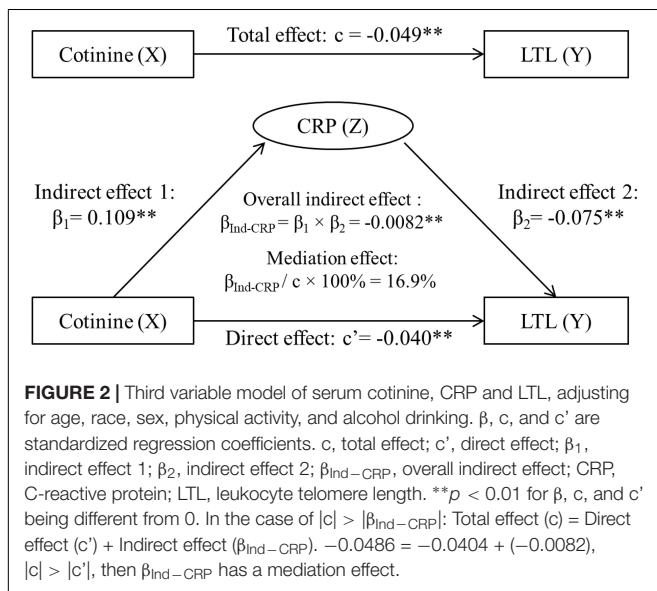 Total effect: c = -0.049**
Cotinine (X)
LTL (Y)
CRP (Z)
Indirect effect 1:
β₁= 0.109**
Overall indirect effect :
β_Ind-CRP = β₁ × β₂ = -0.0082**
Mediation effect:
β_Ind-CRP / c × 100% = 16.9%
Indirect effect 2:
β₂= -0.075**
Cotinine (X)
LTL (Y)
Direct effect: c’= -0.040**
FIGURE 2 | Third variable model of serum cotinine, CRP and LTL, adjusting
for age, race, sex, physical activity, and alcohol drinking. β, c, and c’ are
standardized regression coefficients. c, total effect; c’, direct effect; β₁,
indirect effect 1; β₂, indirect effect 2; β_Ind−CRP, overall indirect effect; CRP,
C-reactive protein; LTL, leukocyte telomere length. **p < 0.01 for β, c, and c’
being different from 0. In the case of |c| > |β_Ind−CRP|: Total effect (c) = Direct
effect (c’) + Indirect effect (β_Ind−CRP). −0.0486 = −0.0404 + (−0.0082),
|c| > |c’|, then β_Ind−CRP has a mediation effect.